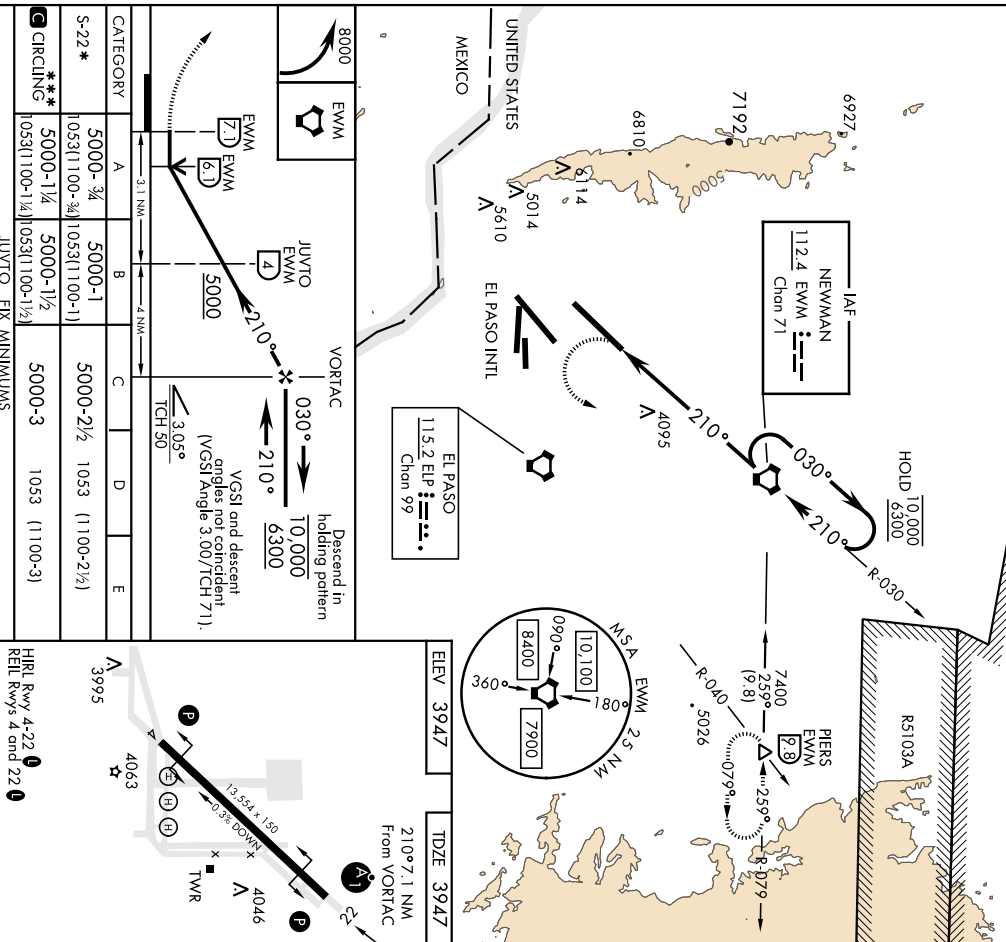 6927
7192
6810
5000
6114
5014
5610
UNITED STATES
MEXICO
IAF
NEWMAN
112.4 EWM
Chan 71
EL PASO INTL
4095
210°
030°
210°
HOLD 10,000
6300
R-030
EL PASO
115.2 ELP
Chan 99
R5103A
7400
259°
(9.8)
PIERS
EWM
9.8
R-040
5026
079°
259°
R-079
MSA EWM 25 NM
10,100
090°
180°
8400
360°
7900
8000
EWM
EWM
7.1
EWM
6.1
JUVTO
EWM
4
5000
210°
VORTAC
030°
210°
10,000
6300
Descend in
holding pattern
3.05°
TCH 50
VGSI and descent
angles not coincident
(VGSI Angle 3.00/TCH 71).
3.1 NM
4 NM
CATEGORY A B C D E
S-22* 5000-¾ 1053(1100-¾) 5000-1 1053(1100-1) 5000-2½ 1053 (1100-2½)
C CIRCLING *** 5000-1¼ 1053(1100-1¼) 5000-1½ 1053(1100-1½) 5000-3 1053 (1100-3)
JUVTO FIX MINIMUMS
ELEV 3947
TDZE 3947
210° 7.1 NM
From VORTAC
A1
22
P
13,554 x 150
0.3% DOWN
P
H
H
H
x
x
TWR
4046
4063
3995
HIRL Rwy 4-22 L
REIL Rwys 4 and 22 L